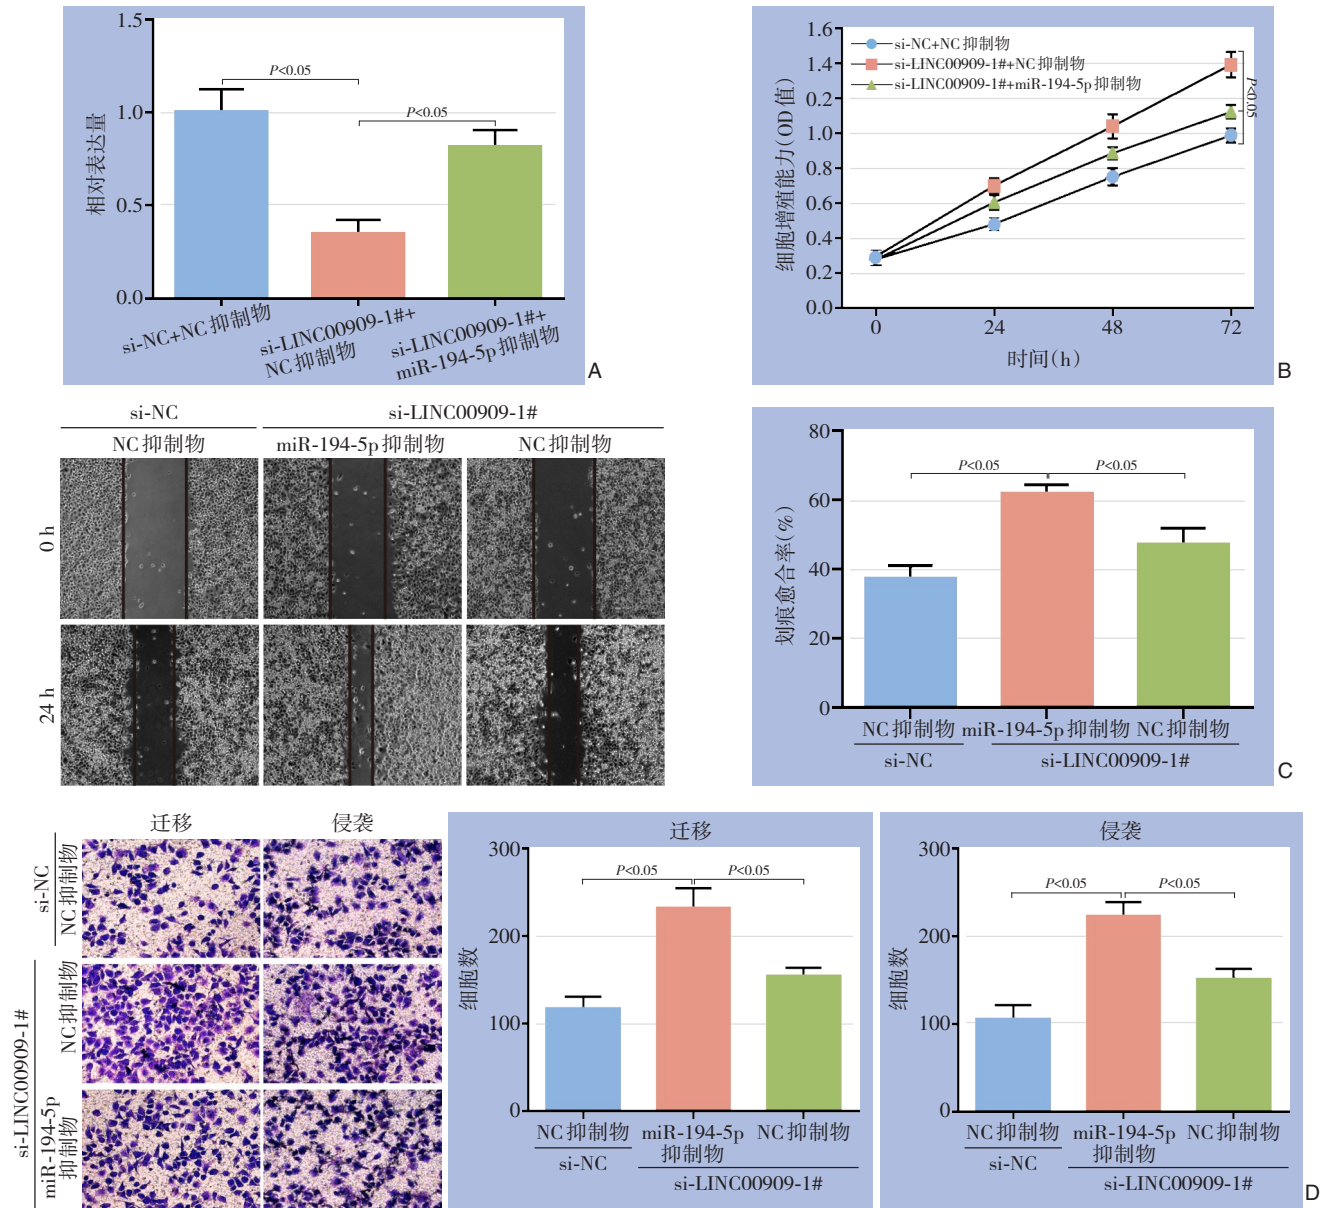 1.5
1.0
0.5
0.0
相对表达量
P<0.05
P<0.05
si-NC+NC抑制物
si-LINC00909-1#+
NC抑制物
si-LINC00909-1#+
miR-194-5p抑制物
A
1.6
1.4
0.2
1.0
0.8
0.6
0.4
0.2
0.0
细胞增殖能力(OD值)
si-NC+NC抑制物
si-LINC00909-1#+NC抑制物
si-LINC00909-1#+miR-194-5p抑制物
P<0.05
0
24
48
72
时间(h)
B
si-NC
si-LINC00909-1#
NC抑制物
miR-194-5p抑制物
NC抑制物
0 h
24 h
80
60
40
20
0
划痕愈合率(%)
P<0.05
P<0.05
NC抑制物
miR-194-5p抑制物
NC抑制物
si-NC
si-LINC00909-1#
C
迁移
侵袭
si-NC
NC抑制物
si-LINC00909-1#
NC抑制物
miR-194-5p
抑制物
迁移
300
200
100
0
细胞数
P<0.05
P<0.05
NC抑制物
miR-194-5p
抑制物
NC抑制物
si-NC
si-LINC00909-1#
侵袭
300
200
100
0
细胞数
P<0.05
P<0.05
NC抑制物
miR-194-5p
抑制物
NC抑制物
si-NC
si-LINC00909-1#
D